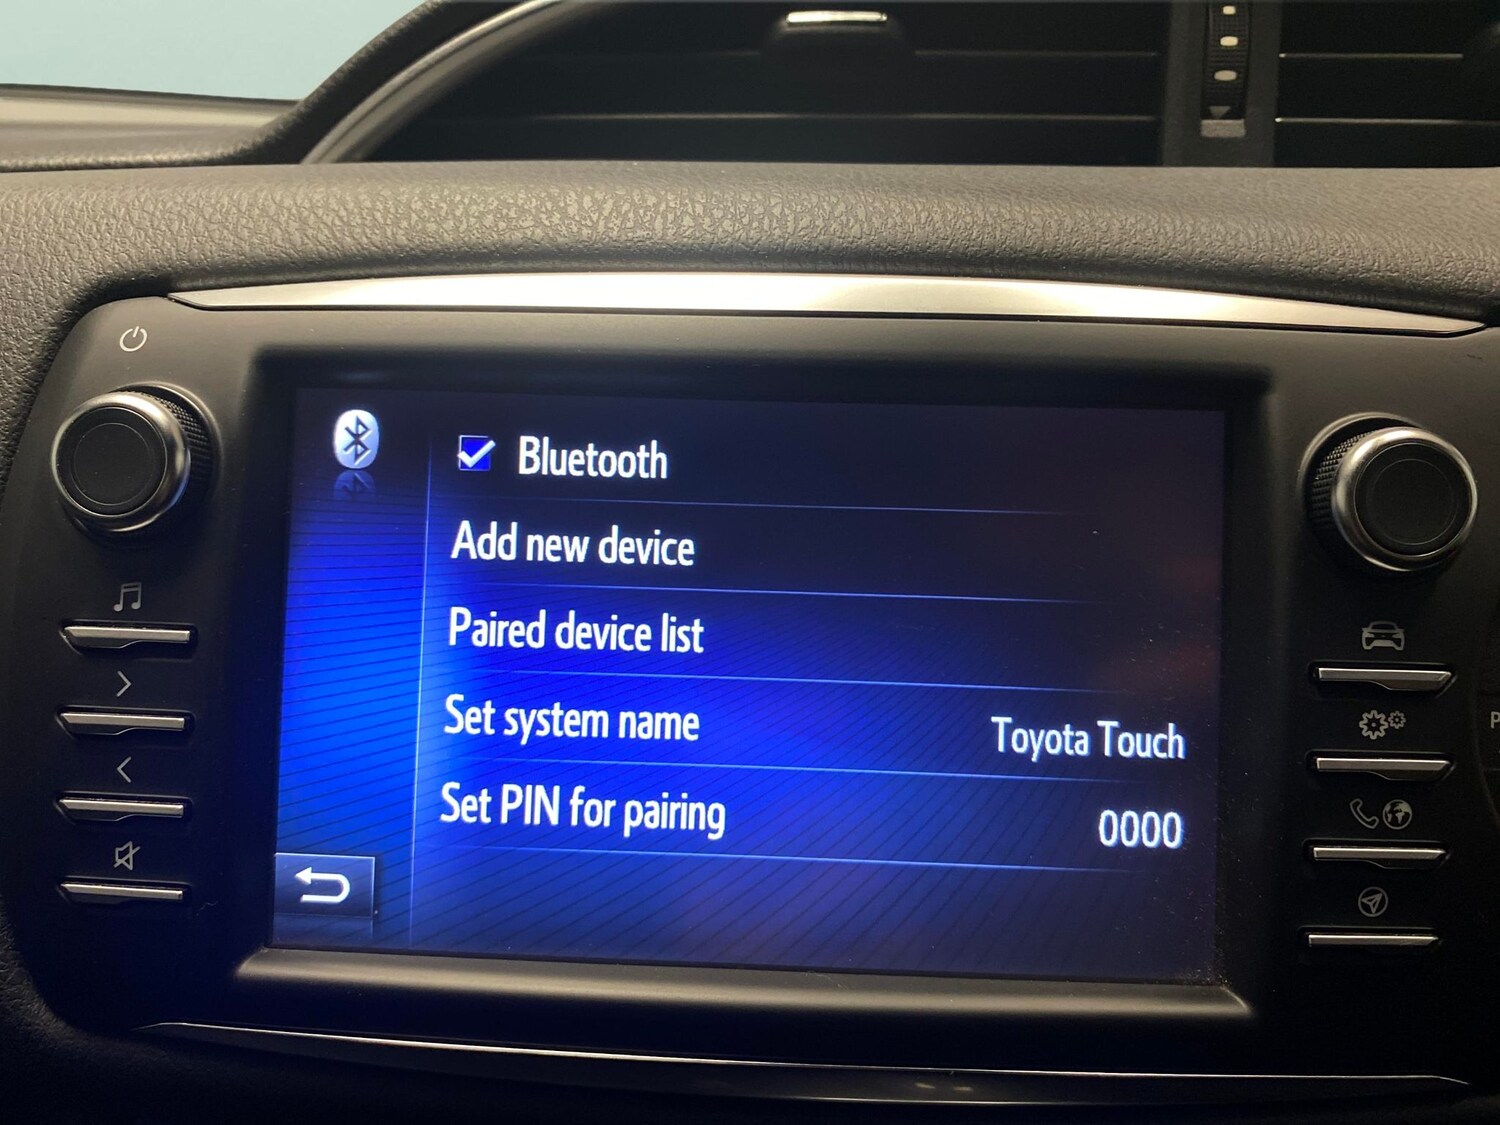 Bluetooth
Add new device
Paired device list
Set system name Toyota Touch
Set PIN for pairing 0000
P